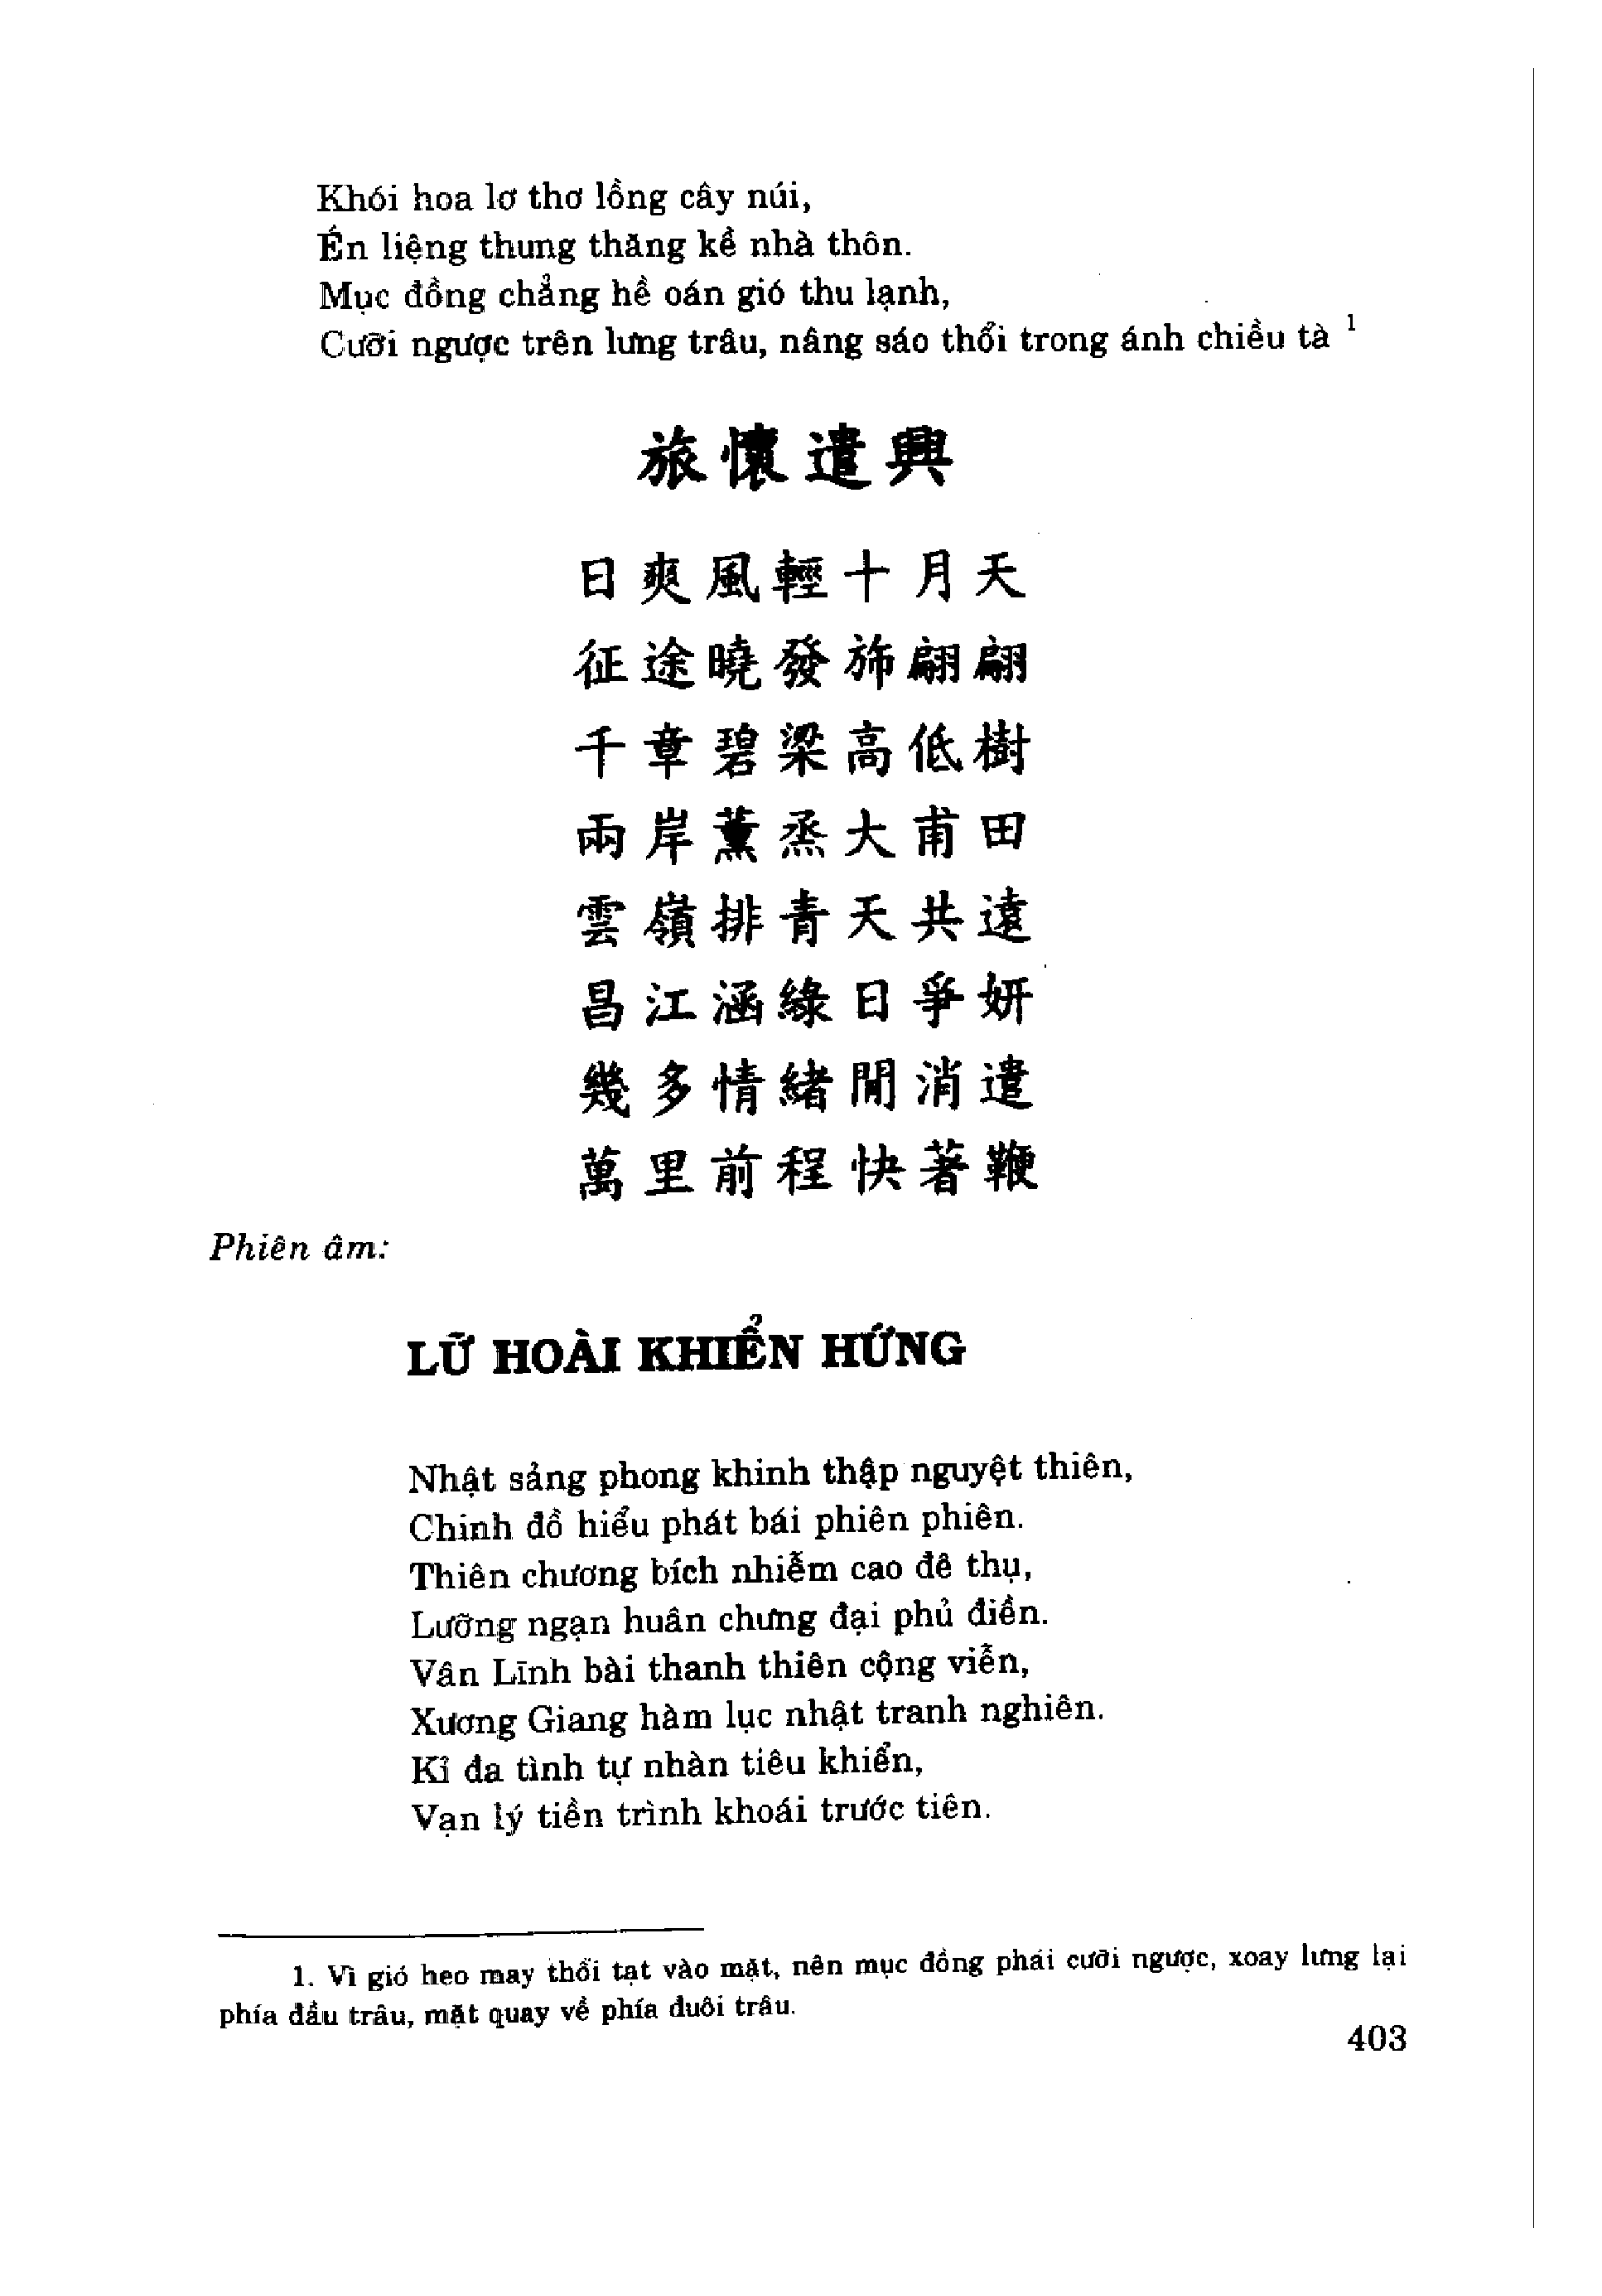 Khói hoa lơ thơ lồng cây núi,
Én liệng thung thăng kề nhà thôn.
Mục đồng chẳng hề oán gió thu lạnh,
Cưỡi ngược trên lưng trâu, nâng sáo thổi trong ánh chiều tà 1
旅懷遣興
日爽風輕十月天
征途曉發斾翩翩
千章碧梁高低樹
兩岸薰烝大甫田
雲嶺排青天共遠
昌江涵綠日爭妍
幾多情緒閒消遣
萬里前程快著鞭
Phiên âm:
LỮ HOÀI KHIỂN HỨNG
Nhật sảng phong khinh thập nguyệt thiên,
Chinh đồ hiểu phát bái phiên phiên.
Thiên chương bích nhiễm cao đê thụ,
Lưỡng ngạn huân chưng đại phủ điền.
Vân Lĩnh bài thanh thiên cộng viễn,
Xương Giang hàm lục nhật tranh nghiên.
Kỉ đa tình tự nhàn tiêu khiển,
Vạn lý tiền trình khoái trước tiên.
1. Vì gió heo may thổi tạt vào mặt, nên mục đồng phải cưỡi ngược, xoay lưng lại
phía đầu trâu, mặt quay về phía đuôi trâu.
403